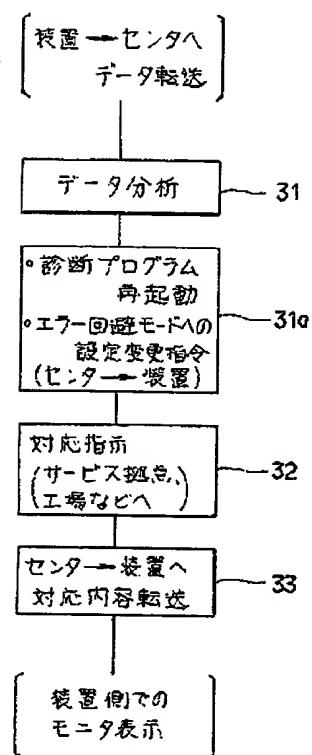 装置→センタへ
データ転送
データ分析
31
・診断プログラム
再起動
・エラー回避モードへの
設定変更指令
(センター→装置)
31a
対応指示
(サービス拠点、
工場などへ)
32
センター→装置へ
対応内容転送
33
装置側での
モニタ表示